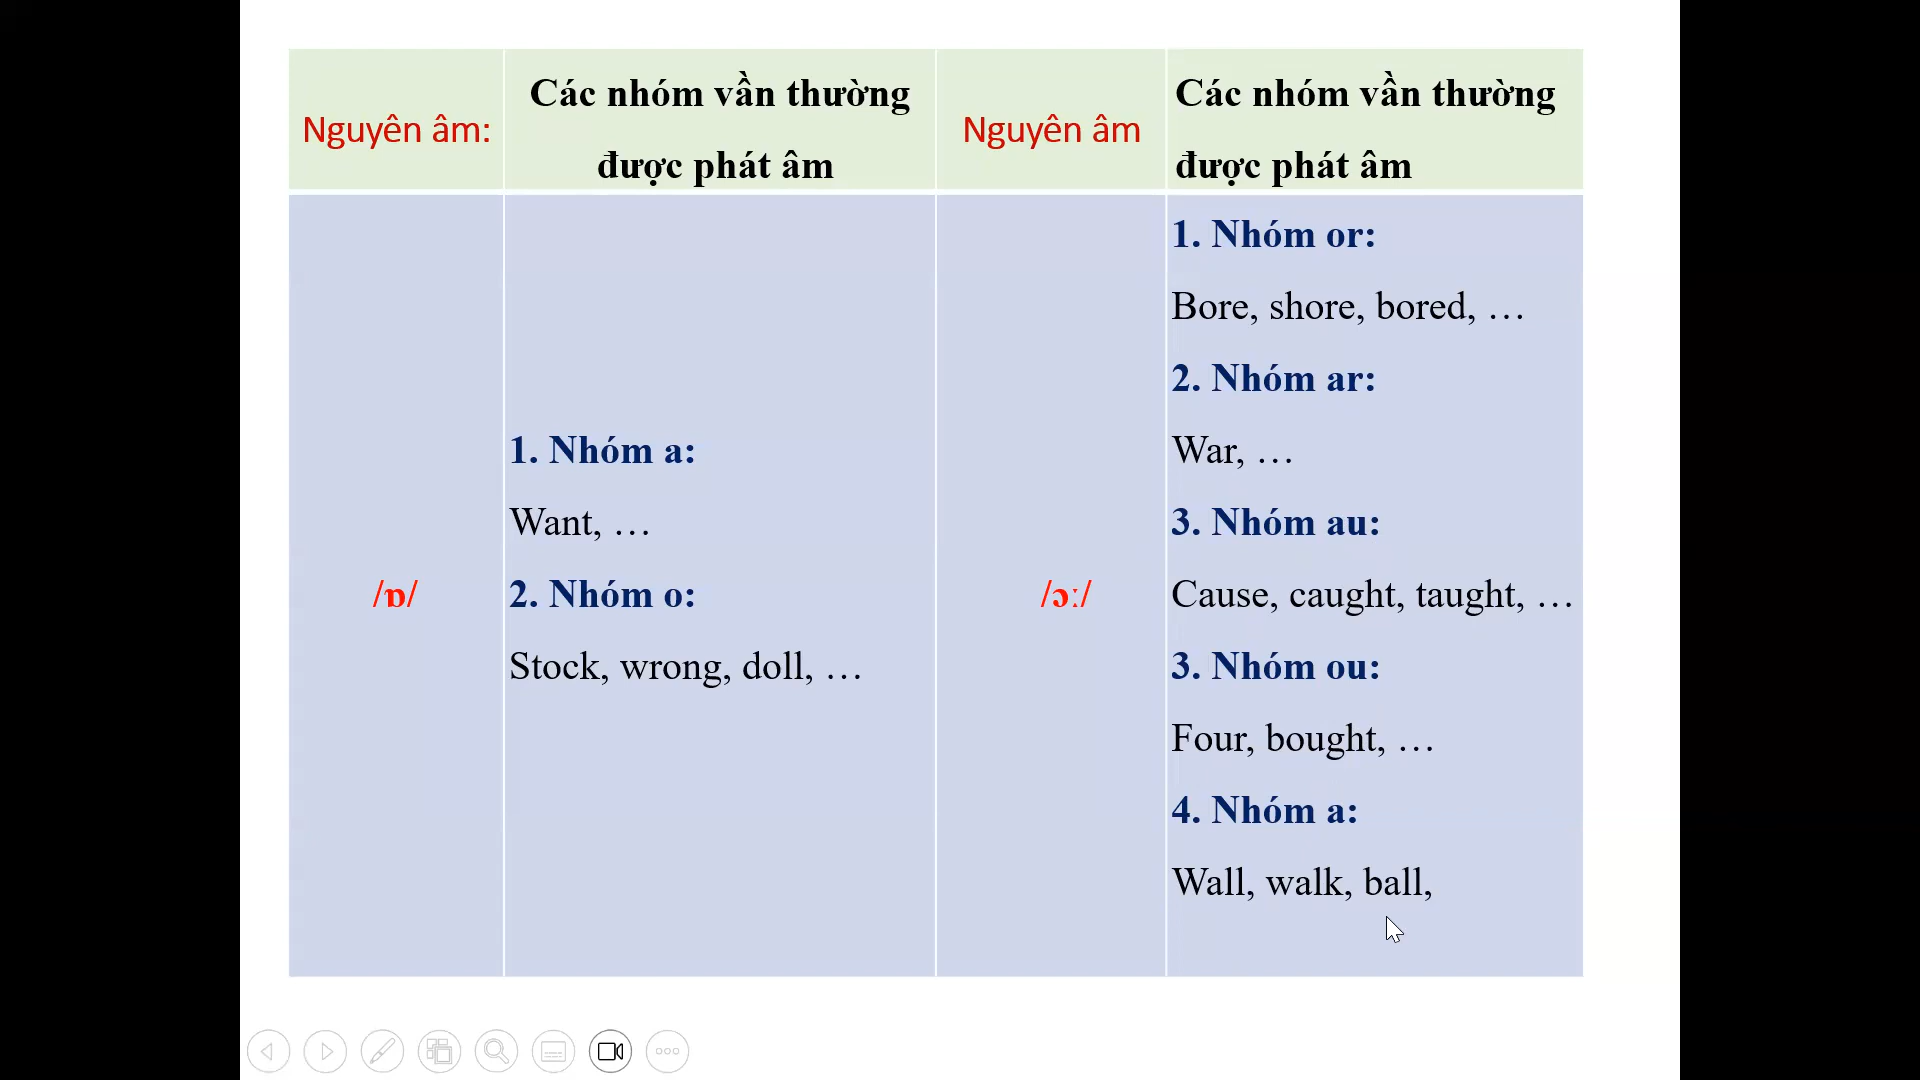 Nguyên âm:
Các nhóm vần thường
được phát âm
Nguyên âm
Các nhóm vần thường
được phát âm
/ɒ/
1. Nhóm a:
Want, …
2. Nhóm o:
Stock, wrong, doll, …
/ɔː/
1. Nhóm or:
Bore, shore, bored, …
2. Nhóm ar:
War, …
3. Nhóm au:
Cause, caught, taught, …
3. Nhóm ou:
Four, bought, …
4. Nhóm a:
Wall, walk, ball,